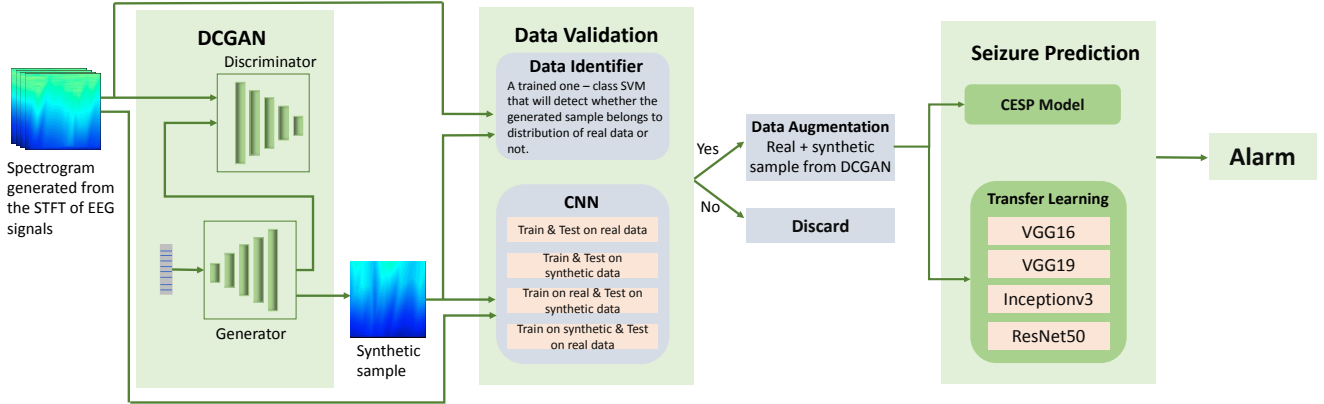 Spectrogram
generated from
the STFT of EEG
signals
DCGAN
Discriminator
Generator
Synthetic
sample
Data Validation
Data Identifier
A trained one – class SVM
that will detect whether the
generated sample belongs to
distribution of real data or
not.
CNN
Train & Test on real data
Train & Test on
synthetic data
Train on real & Test on
synthetic data
Train on synthetic & Test
on real data
Yes
No
Data Augmentation
Real + synthetic
sample from DCGAN
Discard
Seizure Prediction
CESP Model
Transfer Learning
VGG16
VGG19
Inceptionv3
ResNet50
Alarm